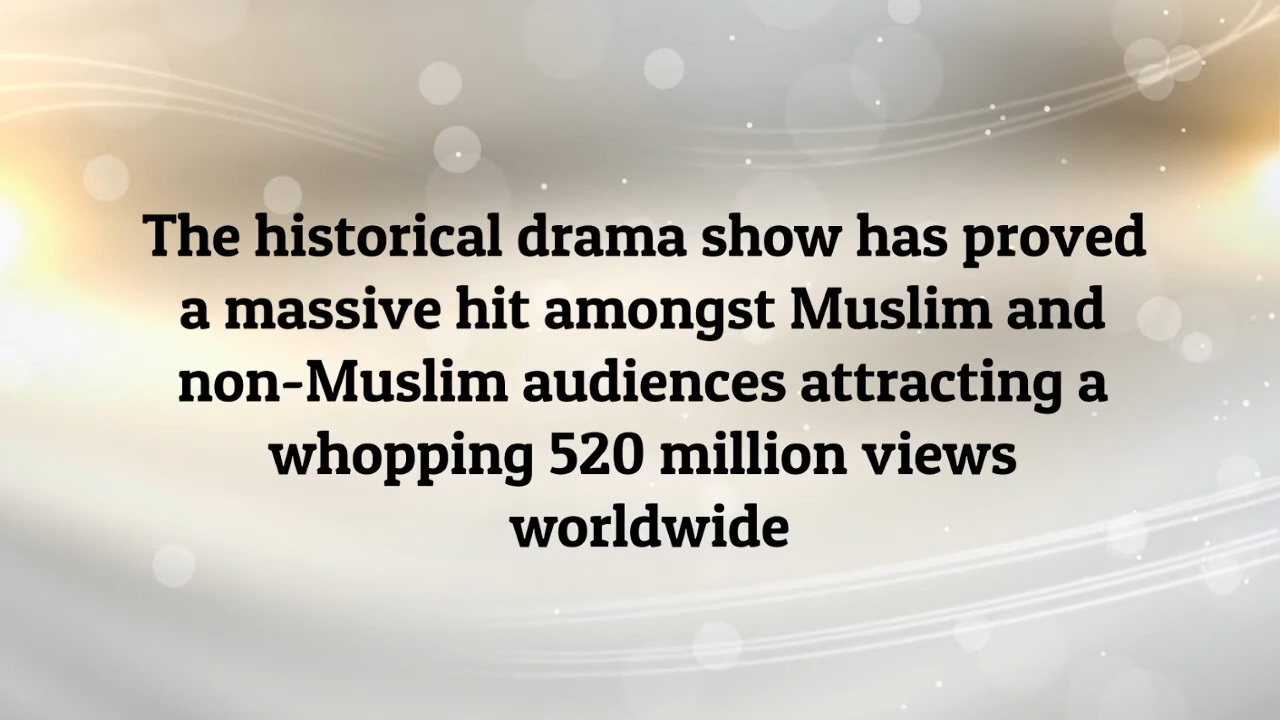 The historical drama show has proved
a massive hit amongst Muslim and
non-Muslim audiences attracting a
whopping 520 million views
worldwide